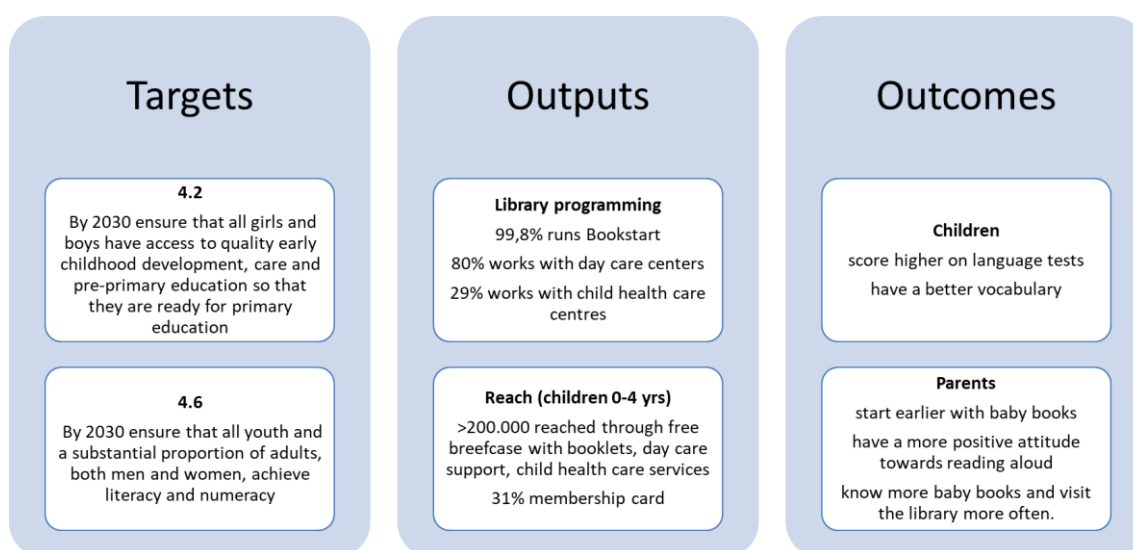 Targets
4.2
By 2030 ensure that all girls and
boys have access to quality early
childhood development, care and
pre-primary education so that
they are ready for primary
education
4.6
By 2030 ensure that all youth and
a substantial proportion of adults,
both men and women, achieve
literacy and numeracy
Outputs
Library programming
99,8% runs Bookstart
80% works with day care centers
29% works with child health care
centres
Reach (children 0-4 yrs)
>200.000 reached through free
breefcase with booklets, day care
support, child health care services
31% membership card
Outcomes
Children
score higher on language tests
have a better vocabulary
Parents
start earlier with baby books
have a more positive attitude
towards reading aloud
know more baby books and visit
the library more often.